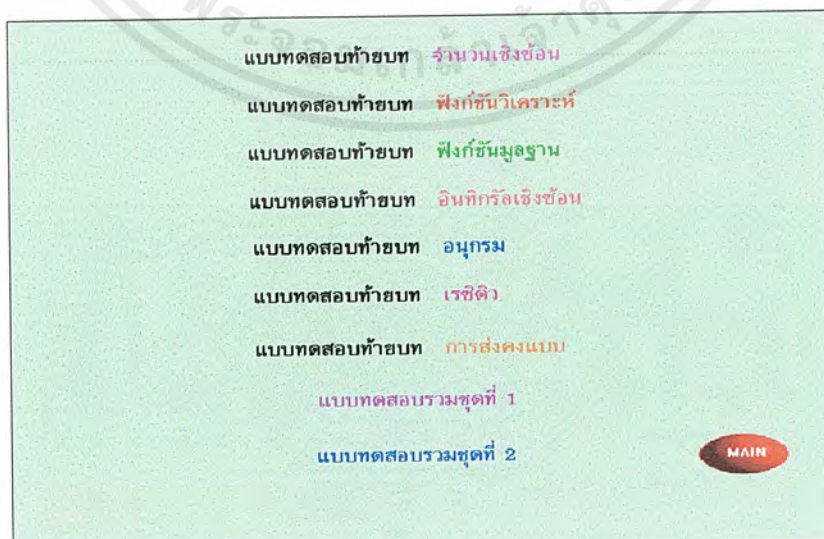 แบบทดสอบท้ายบท จำนวนเชิงซ้อน
แบบทดสอบท้ายบท ฟังก์ชันวิเคราะห์
แบบทดสอบท้ายบท ฟังก์ชันมูลฐาน
แบบทดสอบท้ายบท อินทิกรัลเชิงซ้อน
แบบทดสอบท้ายบท อนุกรม
แบบทดสอบท้ายบท เรซิดิว
แบบทดสอบท้ายบท การส่งคงแบบ
แบบทดสอบรวมชุดที่ 1
แบบทดสอบรวมชุดที่ 2
MAIN